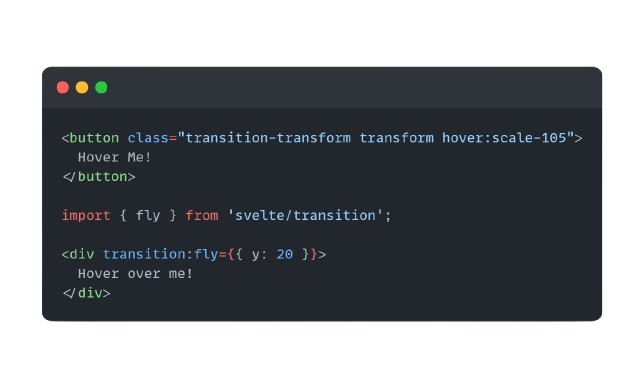 <button class="transition-transform transform hover:scale-105">
  Hover Me!
</button>

import { fly } from 'svelte/transition';

<div transition:fly={{ y: 20 }}>
  Hover over me!
</div>